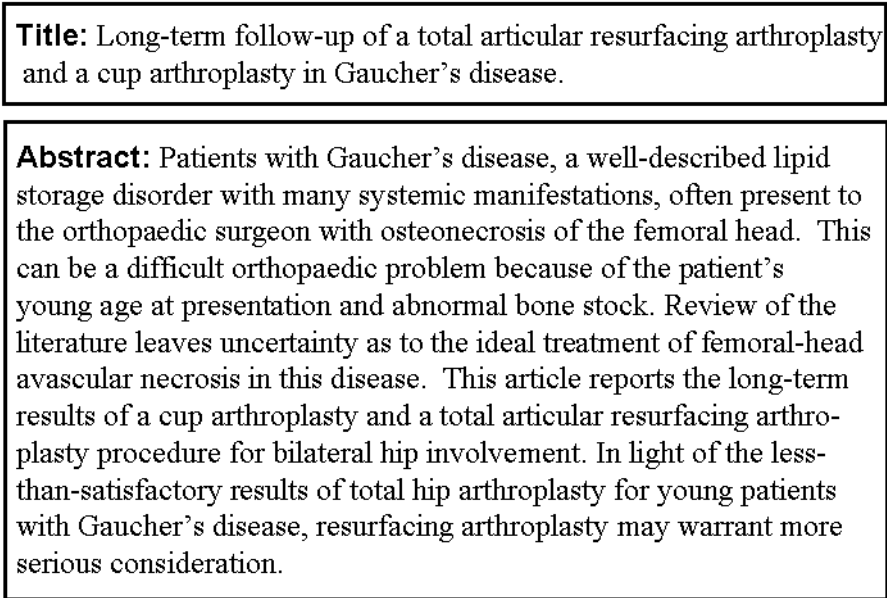 Title: Long-term follow-up of a total articular resurfacing arthroplasty
and a cup arthroplasty in Gaucher's disease.
Abstract: Patients with Gaucher's disease, a well-described lipid
storage disorder with many systemic manifestations, often present to
the orthopaedic surgeon with osteonecrosis of the femoral head.  This
can be a difficult orthopaedic problem because of the patient's
young age at presentation and abnormal bone stock. Review of the
literature leaves uncertainty as to the ideal treatment of femoral-head
avascular necrosis in this disease.  This article reports the long-term
results of a cup arthroplasty and a total articular resurfacing arthro-
plasty procedure for bilateral hip involvement. In light of the less-
than-satisfactory results of total hip arthroplasty for young patients
with Gaucher's disease, resurfacing arthroplasty may warrant more
serious consideration.